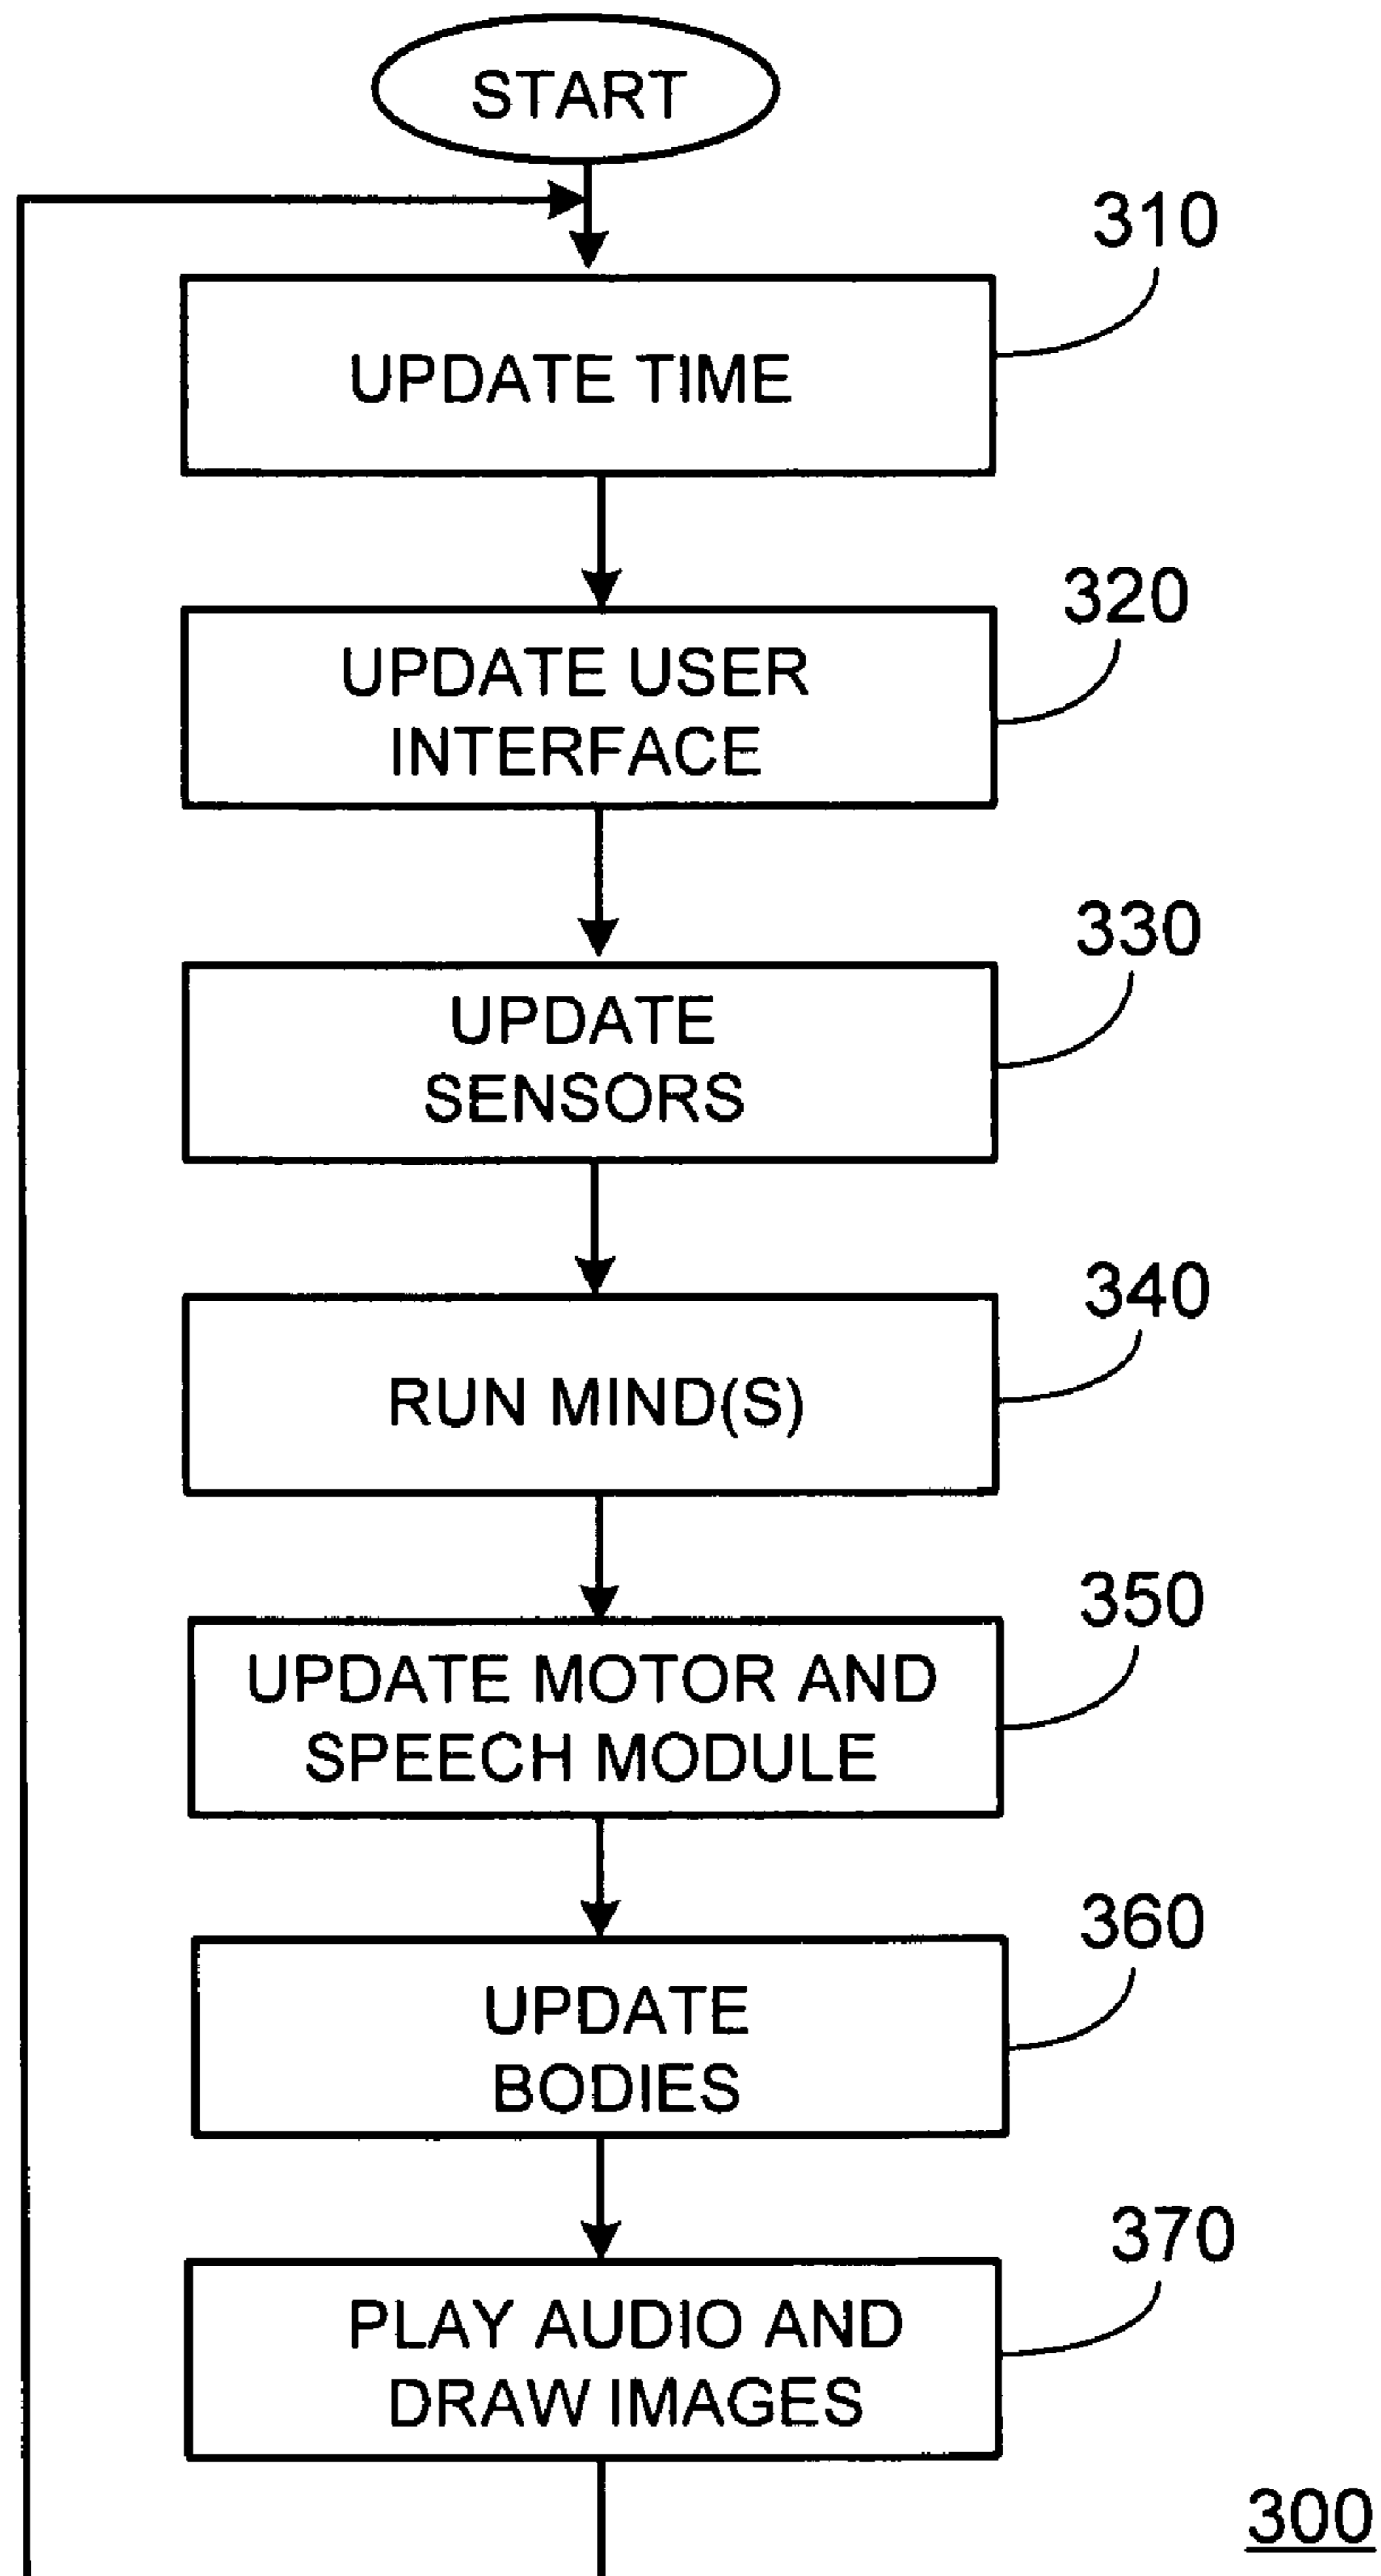 START
310
UPDATE TIME
320
UPDATE USER
INTERFACE
330
UPDATE
SENSORS
340
RUN MIND(S)
350
UPDATE MOTOR AND
SPEECH MODULE
360
UPDATE
BODIES
370
PLAY AUDIO AND
DRAW IMAGES
300